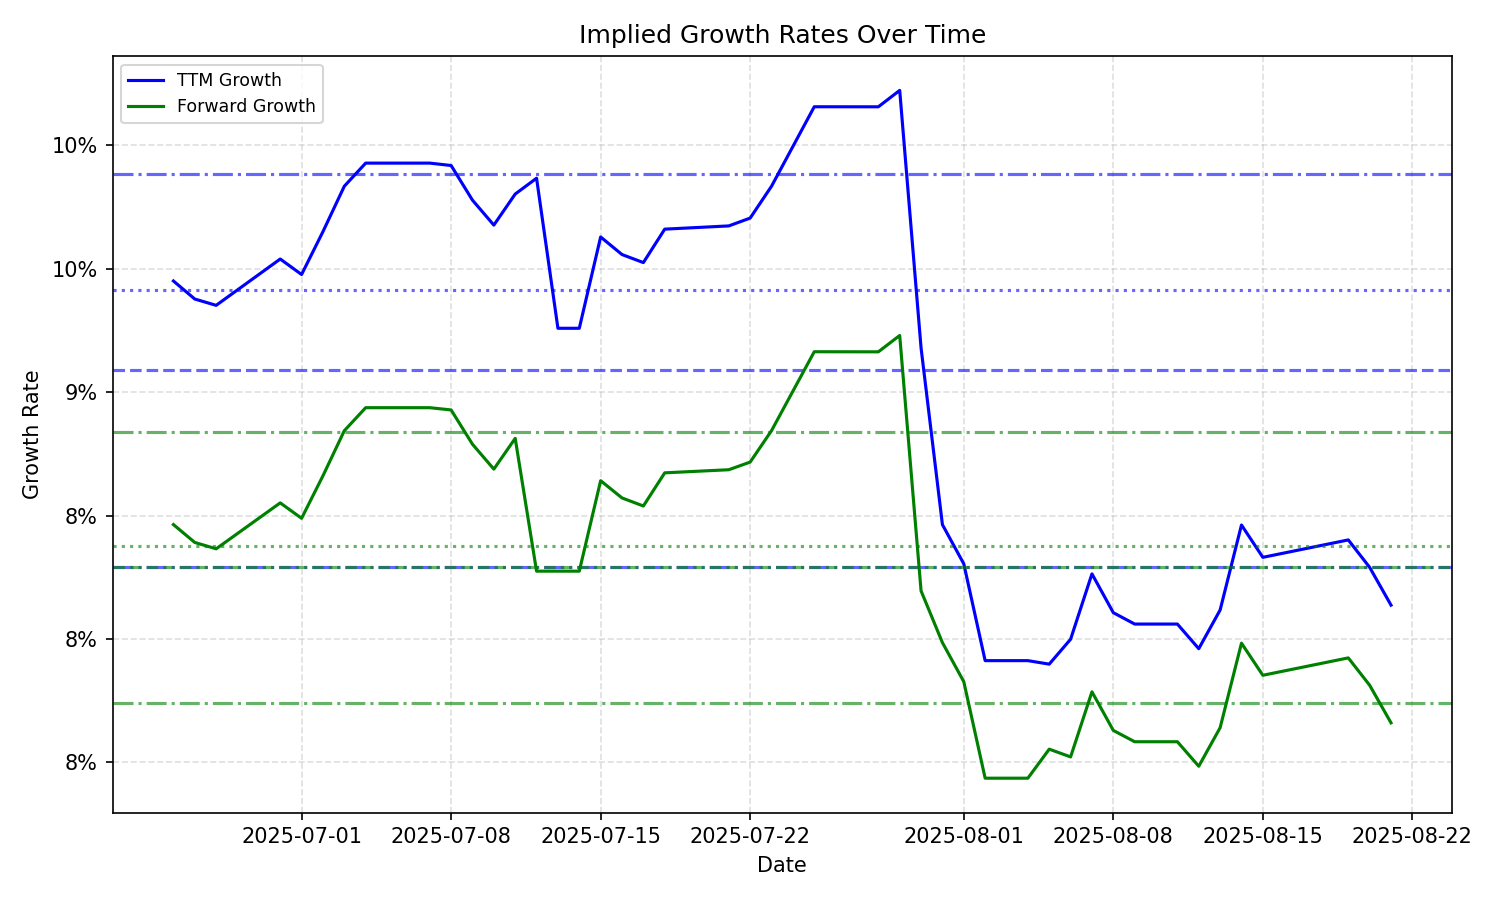 Implied Growth Rates Over Time
TTM Growth
Forward Growth
10%
10%
9%
8%
8%
8%
Growth Rate
2025-07-01
2025-07-08
2025-07-15
2025-07-22
2025-08-01
2025-08-08
2025-08-15
2025-08-22
Date